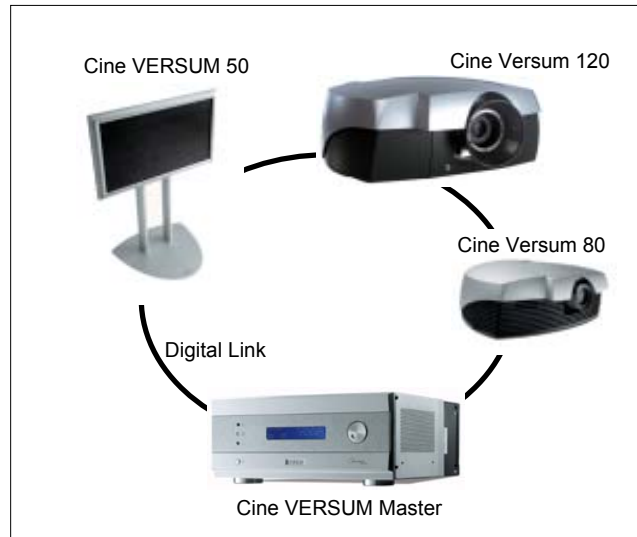 Cine VERSUM 50
Cine Versum 120
Cine Versum 80
Digital Link
Cine VERSUM Master